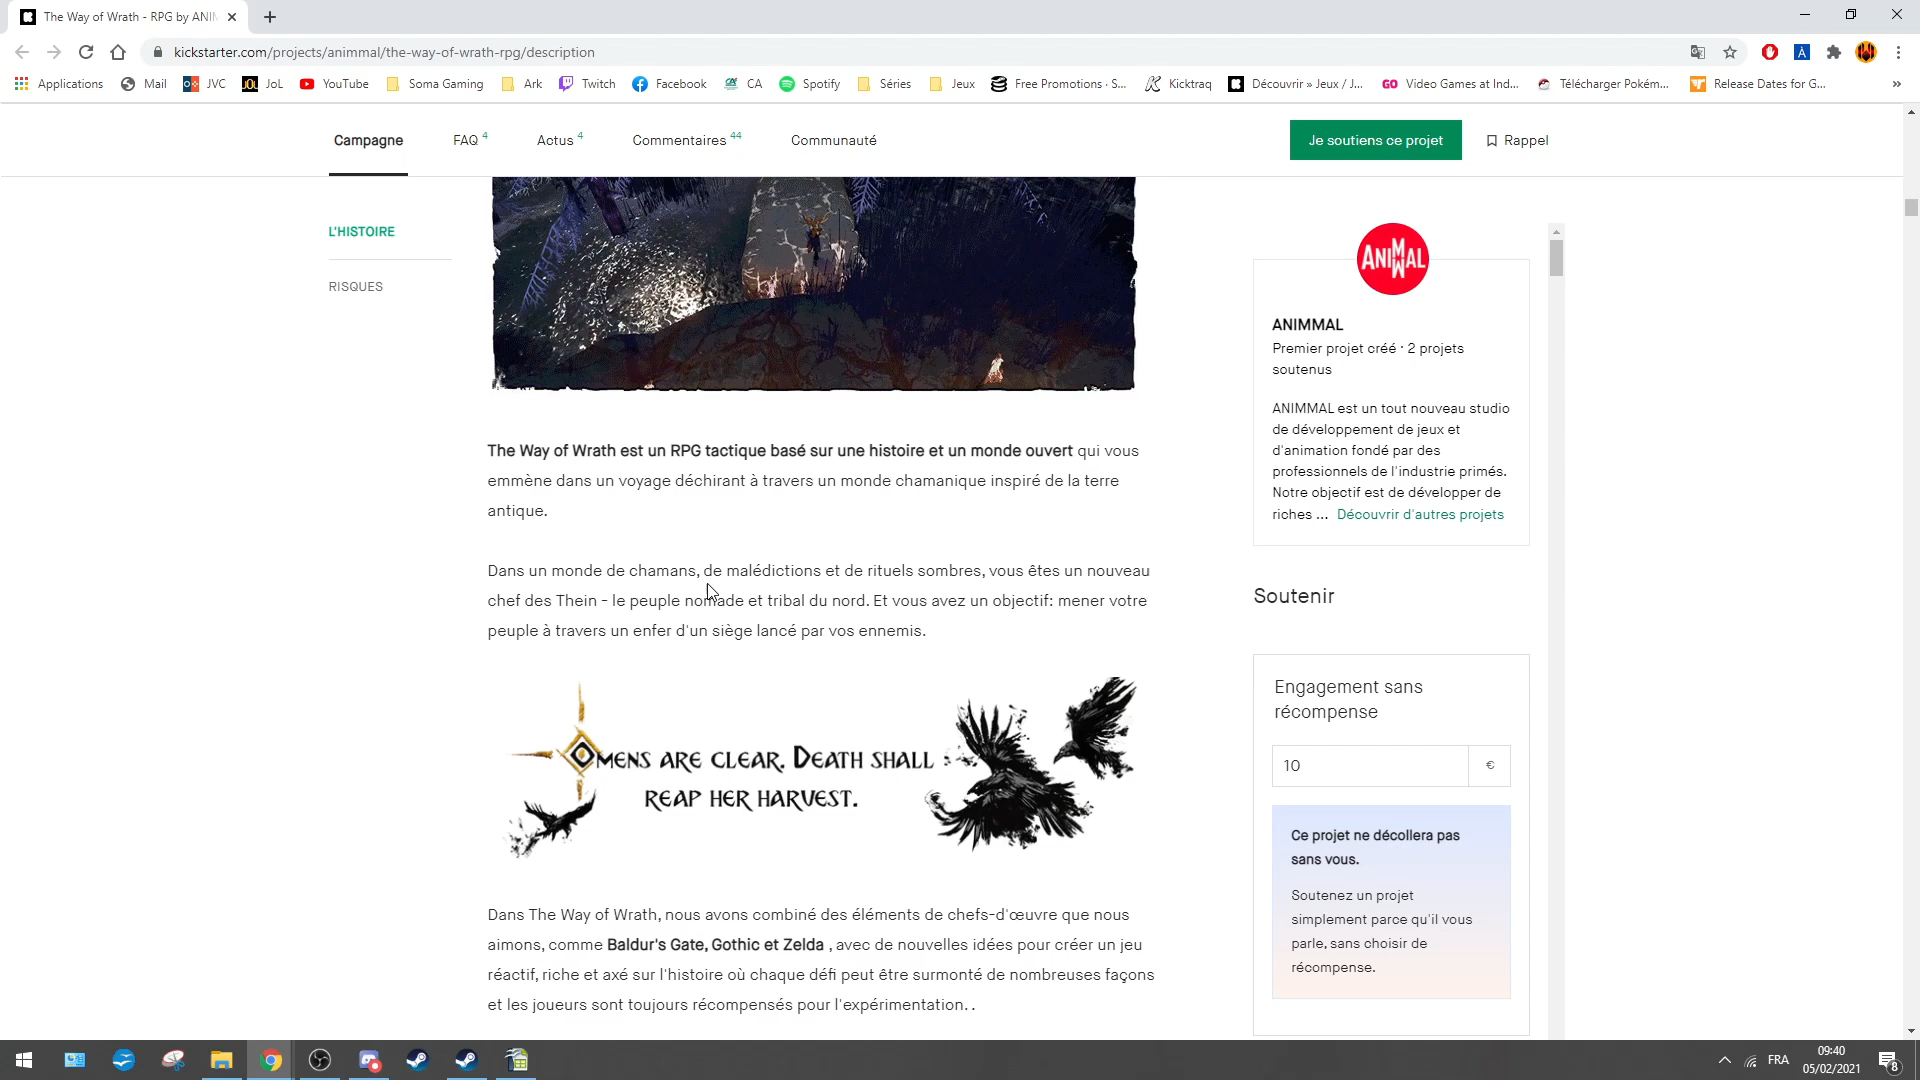 The Way of Wrath - RPG by ANIM
kickstarter.com/projects/animmal/the-way-of-wrath-rpg/description
Applications
Mail
JVC
JoL
YouTube
Soma Gaming
Ark
Twitch
Facebook
CA
Spotify
Séries
Jeux
Free Promotions · S...
Kicktraq
Découvrir » Jeux / J...
GO Video Games at Ind...
Télécharger Pokém...
Release Dates for G...
»
Campagne
FAQ 4
Actus 4
Commentaires 44
Communauté
Je soutiens ce projet
Rappel
L'HISTOIRE
RISQUES
The Way of Wrath est un RPG tactique basé sur une histoire et un monde ouvert qui vous
emmène dans un voyage déchirant à travers un monde chamanique inspiré de la terre
antique.
Dans un monde de chamans, de malédictions et de rituels sombres, vous êtes un nouveau
chef des Thein - le peuple nomade et tribal du nord. Et vous avez un objectif: mener votre
peuple à travers un enfer d'un siège lancé par vos ennemis.
OMENS ARE CLEAR. DEATH SHALL
REAP HER HARVEST.
Dans The Way of Wrath, nous avons combiné des éléments de chefs-d'œuvre que nous
aimons, comme Baldur's Gate, Gothic et Zelda , avec de nouvelles idées pour créer un jeu
réactif, riche et axé sur l'histoire où chaque défi peut être surmonté de nombreuses façons
et les joueurs sont toujours récompensés pour l'expérimentation. .
ANIMMAL
ANIMMAL
Premier projet créé · 2 projets
soutenus
ANIMMAL est un tout nouveau studio
de développement de jeux et
d'animation fondé par des
professionnels de l'industrie primés.
Notre objectif est de développer de
riches ... Découvrir d'autres projets
Soutenir
Engagement sans
récompense
10 €
Ce projet ne décollera pas
sans vous.
Soutenez un projet
simplement parce qu'il vous
parle, sans choisir de
récompense.
FRA
09:40
05/02/2021
8